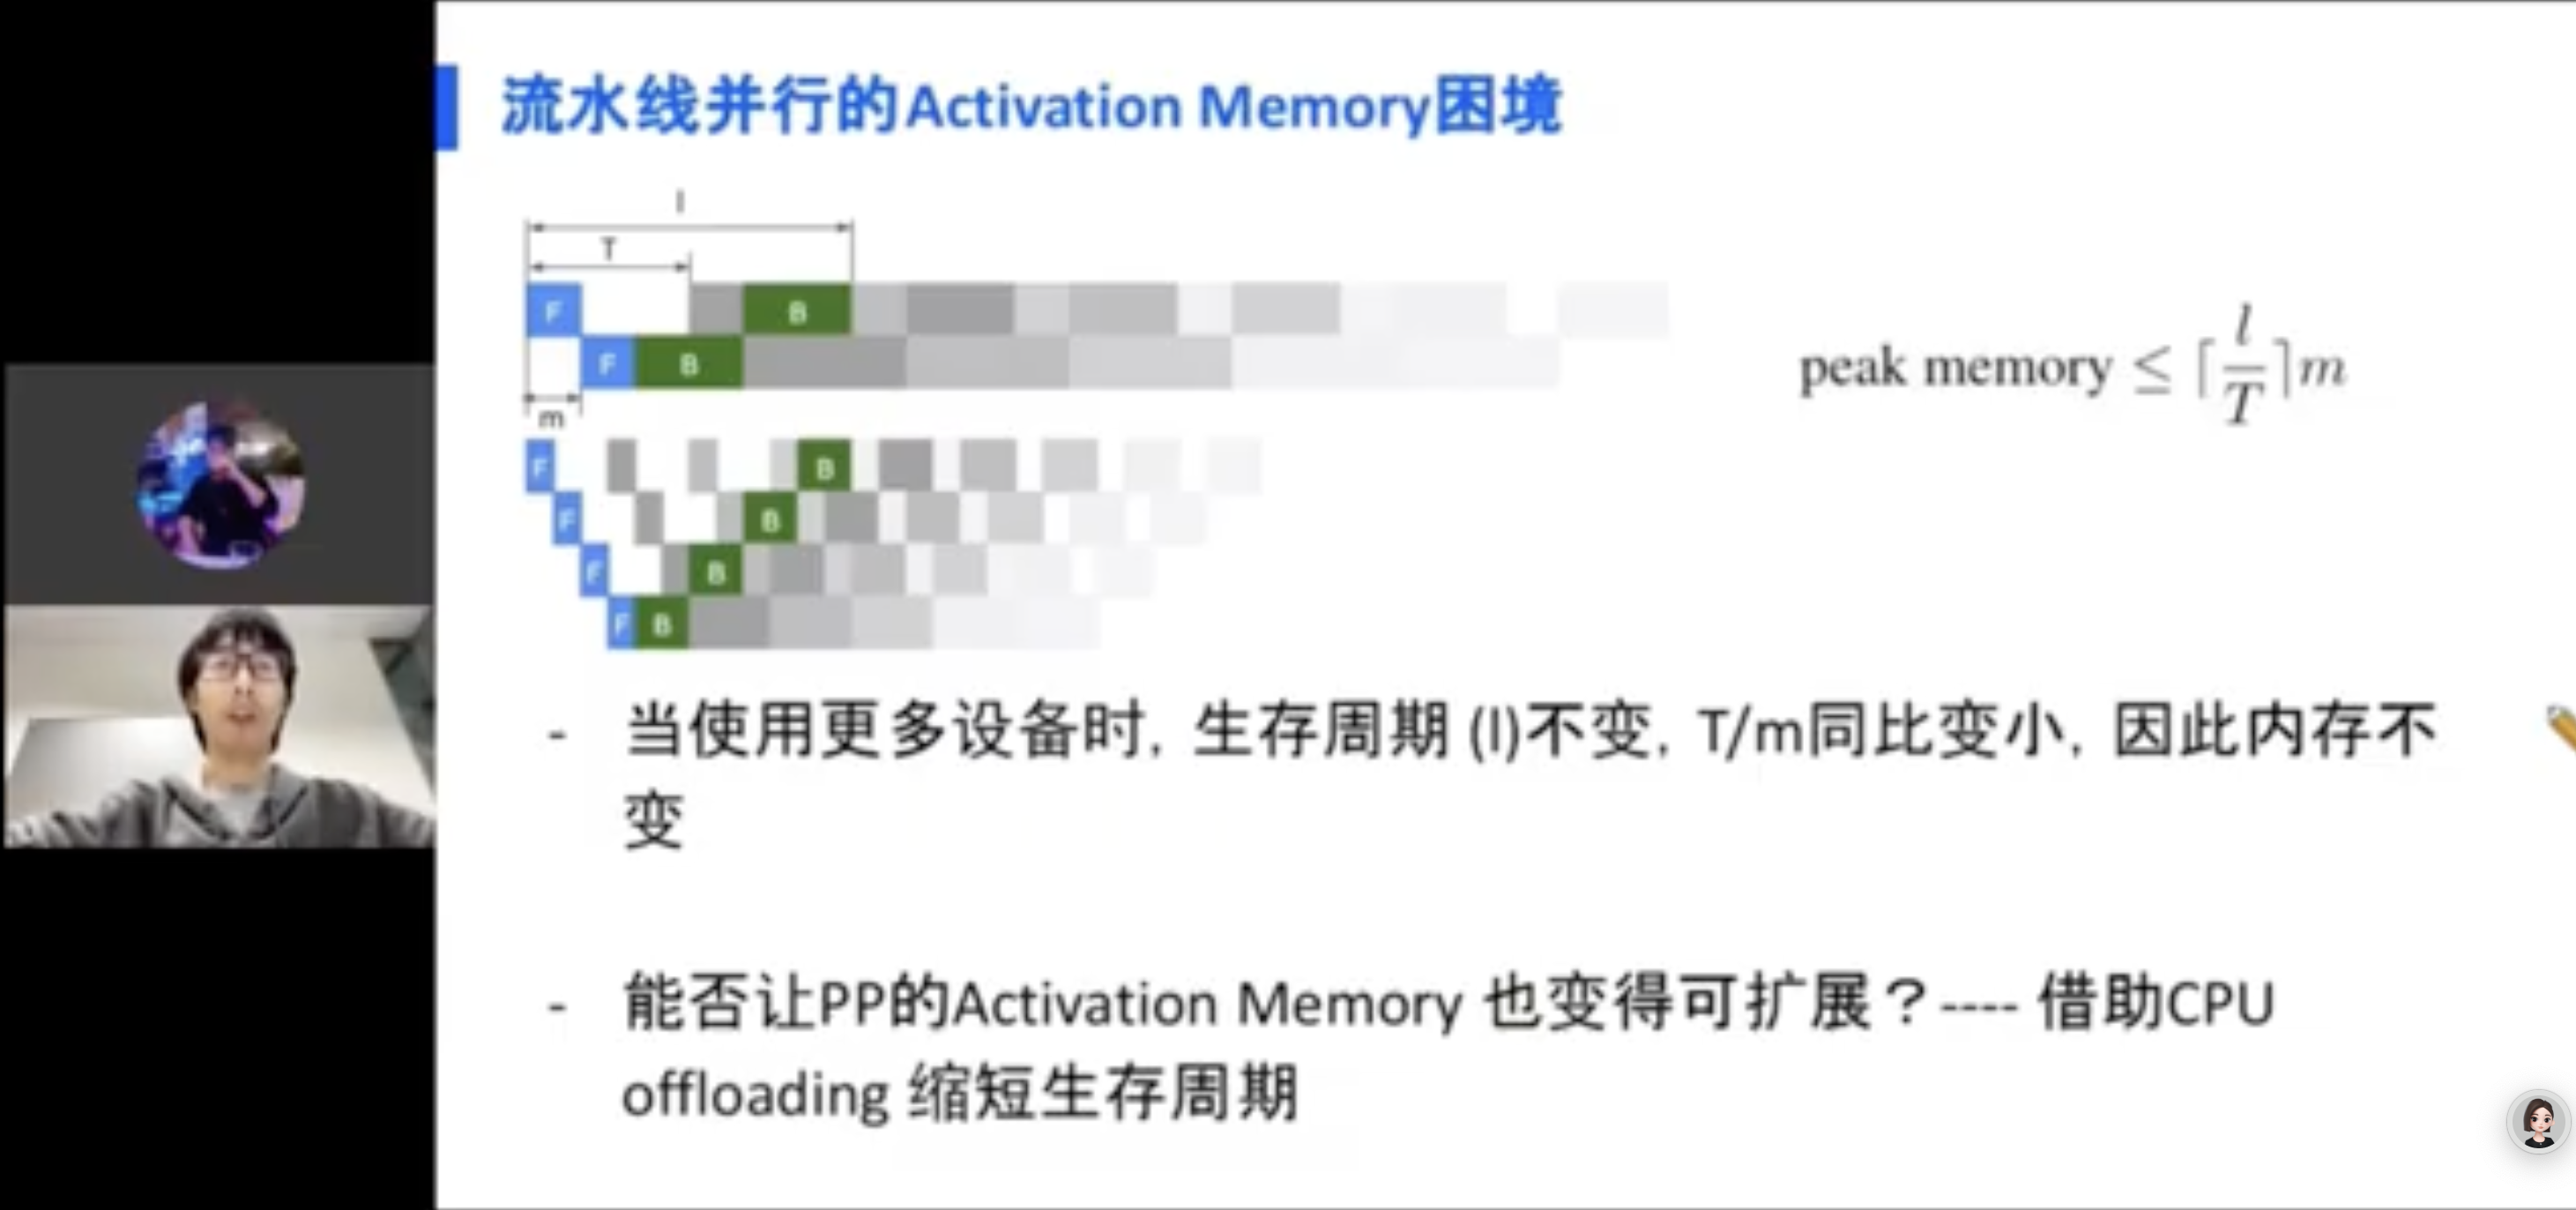 流水线并行的Activation Memory困境
l
T
F
B
F
B
m
peak memory ≤ ⌈l/T⌉m
F
B
F
B
F
B
F
B
- 当使用更多设备时, 生存周期 (l)不变, T/m同比变小, 因此内存不
变
- 能否让PP的Activation Memory 也变得可扩展？---- 借助CPU
offloading 缩短生存周期